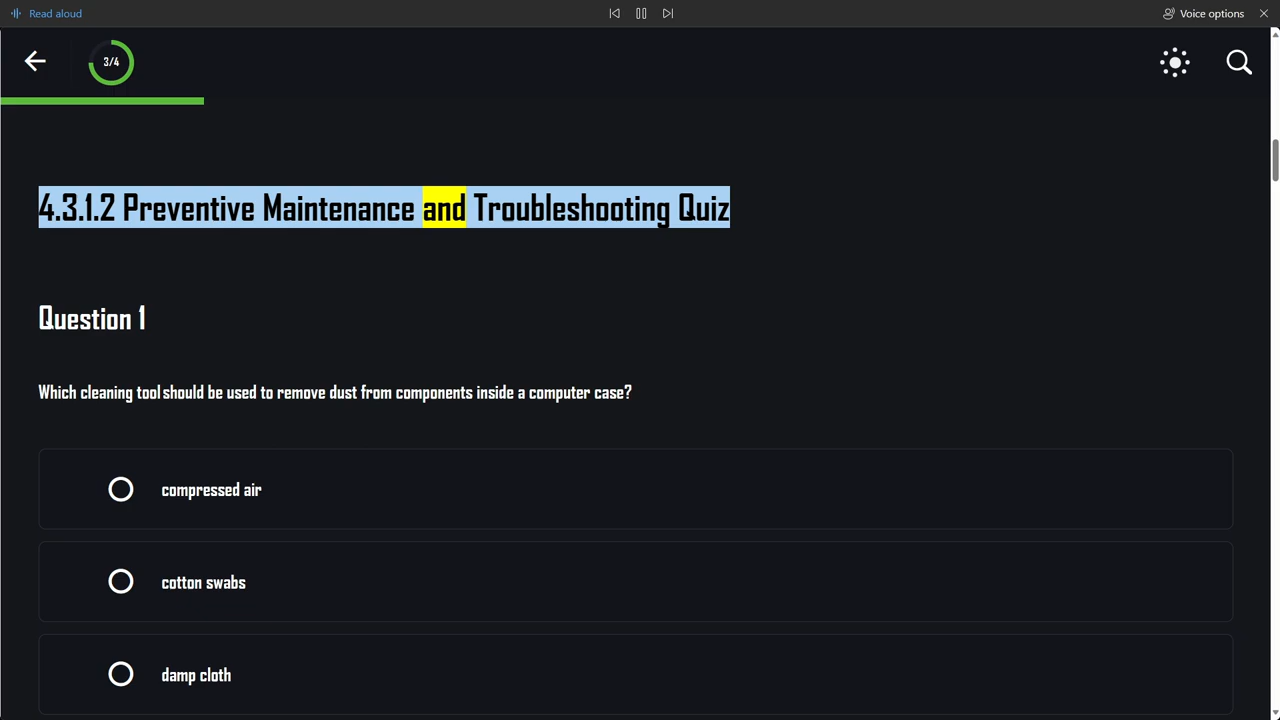 Read aloud
Voice options
3/4
4.3.1.2 Preventive Maintenance and Troubleshooting Quiz
Question 1
Which cleaning tool should be used to remove dust from components inside a computer case?
compressed air
cotton swabs
damp cloth